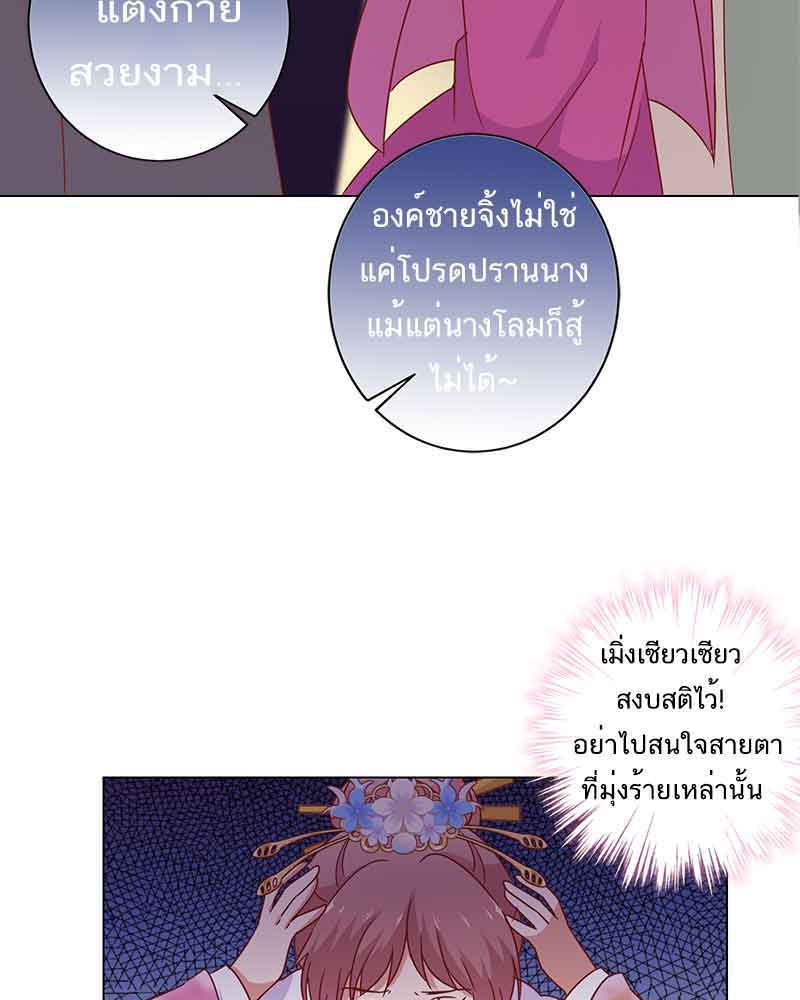 แต่งกาย
สวยงาม...
องค์ชายจิ้งไม่ใช่
แค่โปรดปรานนาง
แม้แต่นางโลมก็สู้
ไม่ได้~
เมิ่งเซียวเซียว
สงบสติไว้!
อย่าไปสนใจสายตา
ที่มุ่งร้ายเหล่านั้น